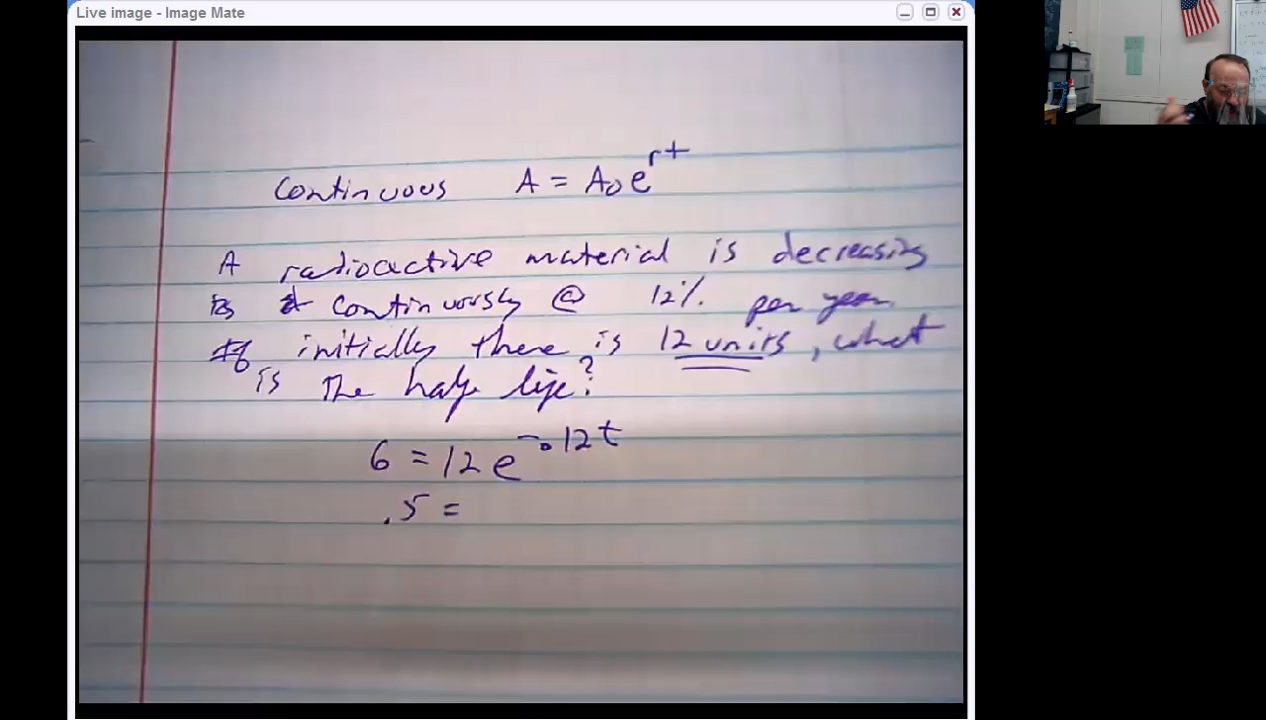 Live image - Image Mate
Continuous A = A₀e^rt
A radioactive material is decreasing
continuously @ 12% per year.
If initially there is 12 units, what
is the half life?
6 = 12e^-.12t
.5 =